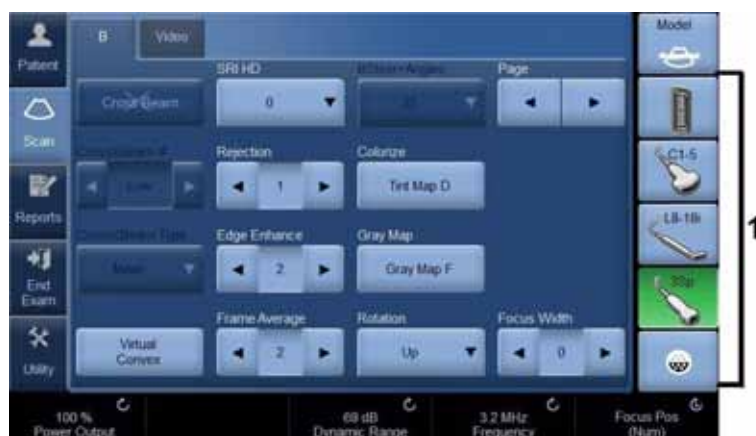 B
Video
Model
Patient
SRI HD
Page
CrossBeam
0
C1-5
Scan
Rejection
Colorize
1
Tint Map D
L8-18i
Reports
Edge Enhance
Gray Map
2
Gray Map F
1
End
Exam
Frame Average
Rotation
Focus Width
Virtual
Convex
2
Up
0
Utility
100 %
Power Output
69 dB
Dynamic Range
3.2 MHz
Frequency
Focus Pos
(Num)